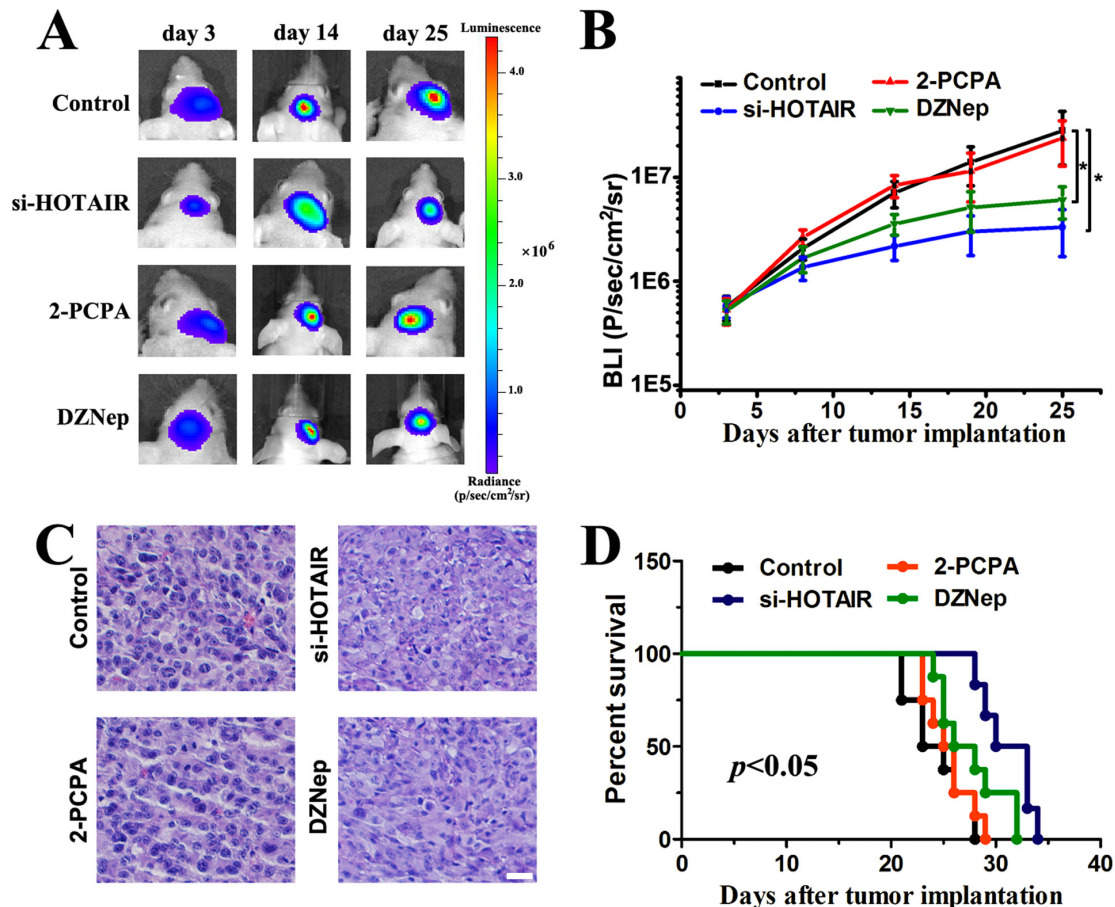 A
day 3
day 14
day 25
Luminescence
Control
si-HOTAIR
2-PCPA
DZNep
4.0
3.0
2.0
×10⁶
1.0
Radiance
(p/sec/cm²/sr)
B
Control
2-PCPA
si-HOTAIR
DZNep
1E7
1E6
1E5
BLI (P/sec/cm²/sr)
0
5
10
15
20
25
Days after tumor implantation
*
*
C
Control
si-HOTAIR
2-PCPA
DZNep
D
150
100
50
0
Percent survival
Control
2-PCPA
si-HOTAIR
DZNep
p<0.05
0
10
20
30
40
Days after tumor implantation